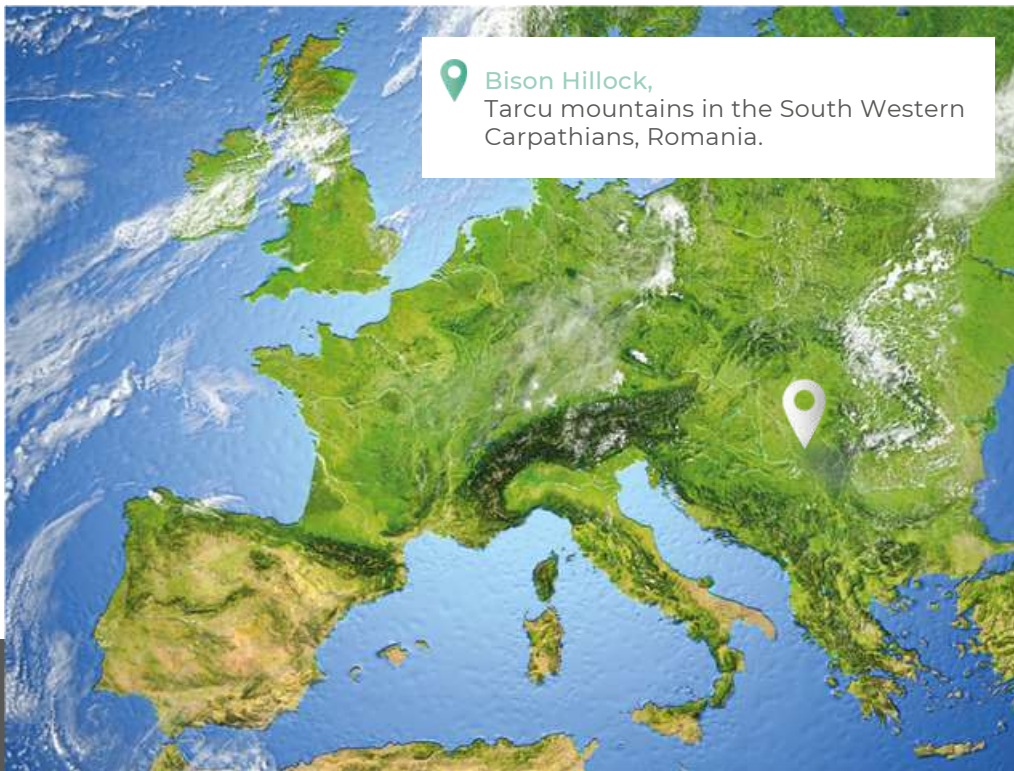 Bison Hillock,
Tarcu mountains in the South Western
Carpathians, Romania.